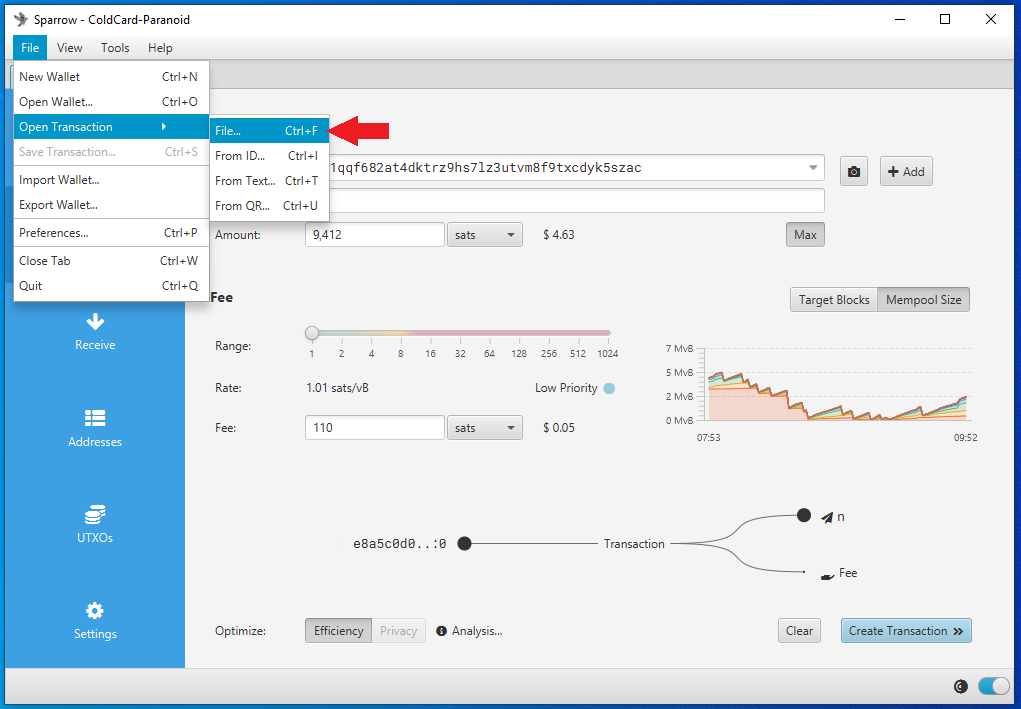 Sparrow - ColdCard-Paranoid
File View Tools Help
New Wallet Ctrl+N
Open Wallet... Ctrl+O
Open Transaction
Save Transaction... Ctrl+S
Import Wallet...
Export Wallet...
Preferences... Ctrl+P
Close Tab Ctrl+W
Quit Ctrl+Q
File... Ctrl+F
From ID... Ctrl+I
From Text... Ctrl+T
From QR... Ctrl+U
1qqf682at4dktrz9hs7lz3utvm8f9txcdyk5szac
+ Add
Amount: 9,412 sats $ 4.63 Max
Fee Target Blocks Mempool Size
Receive
Range:
1 2 4 8 16 32 64 128 256 512 1024
Rate: 1.01 sats/vB Low Priority
Fee: 110 sats $ 0.05
7 MvB
5 MvB
2 MvB
0 MvB
07:53 09:52
Addresses
UTXOs
e8a5c0d0..:0 Transaction n
Fee
Settings
Optimize: Efficiency Privacy Analysis... Clear Create Transaction »